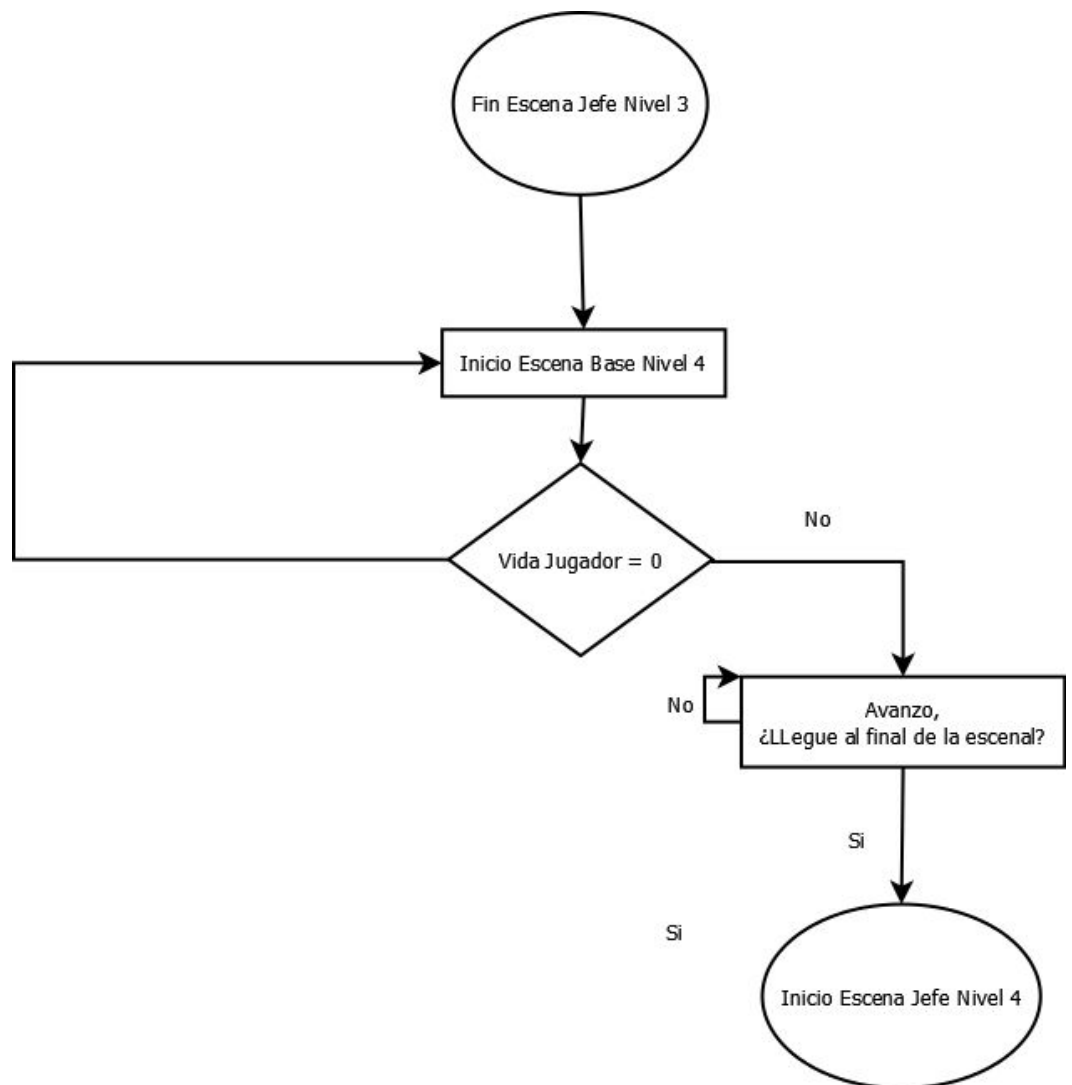 Fin Escena Jefe Nivel 3
Inicio Escena Base Nivel 4
Vida Jugador = 0
No
No
Avanzo,
¿LLegue al final de la escenal?
Si
Si
Inicio Escena Jefe Nivel 4